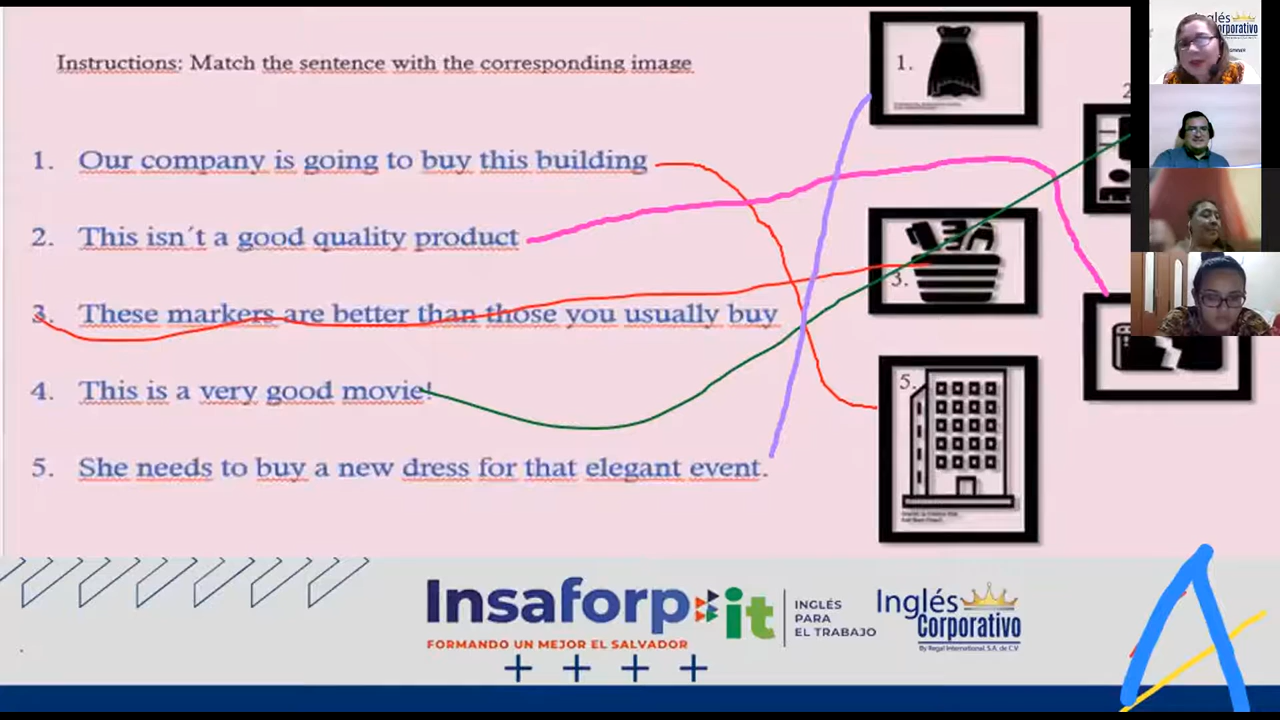 Instructions: Match the sentence with the corresponding image
1. Our company is going to buy this building
2. This isn´t a good quality product
3. These markers are better than those you usually buy
4. This is a very good movie!
5. She needs to buy a new dress for that elegant event.
1.
2
3.
5.
Inglés
Corporativo
Insaforp it
FORMANDO UN MEJOR EL SALVADOR
INGLÉS
PARA
EL TRABAJO
Inglés
Corporativo
By Regal International, S.A. de C.V.
A